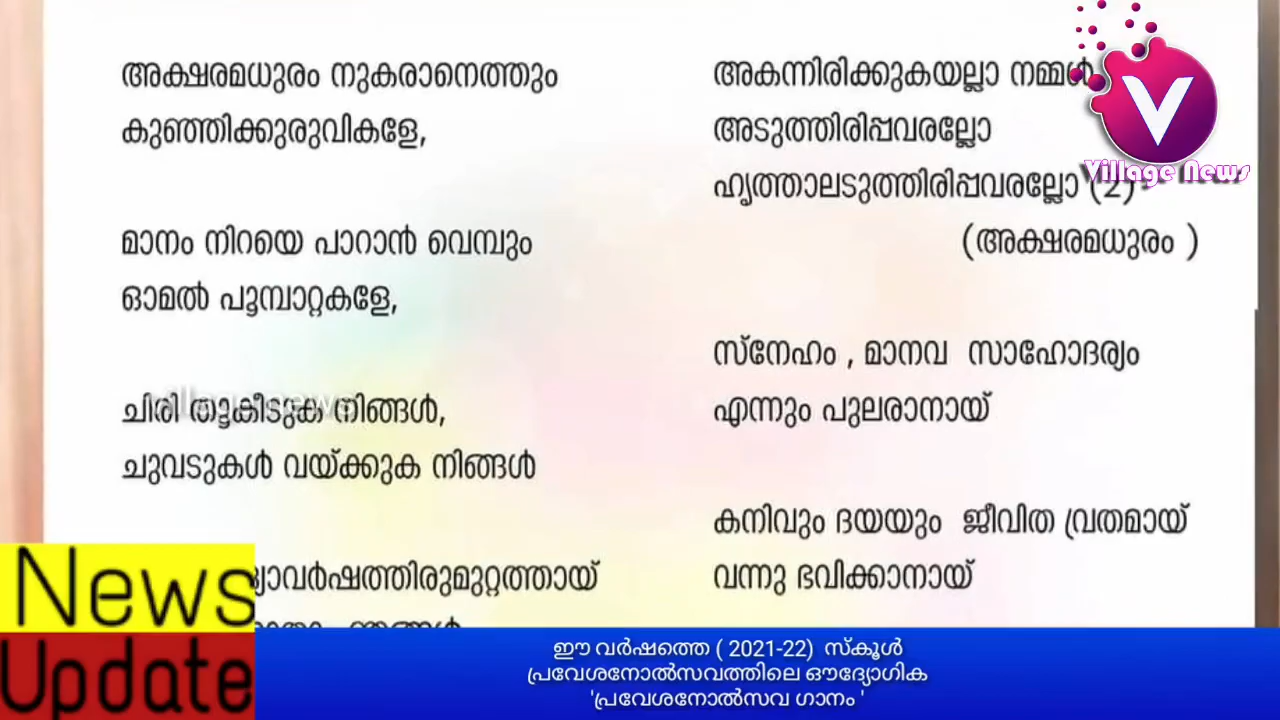 അക്ഷരമധുരം നുകരാനെത്തും
കുഞ്ഞിക്കുരുവികളേ,
മാനം നിറയെ പാറാൻ വെമ്പും
ഓമൽ പൂമ്പാറ്റകളേ,
ചിരി തൂകീടുക നിങ്ങൾ,
ചുവടുകൾ വയ്ക്കുക നിങ്ങൾ
അകന്നിരിക്കുകയല്ലാ നമ്മൾ
അടുത്തിരിപ്പവരല്ലോ
ഹൃത്താലടുത്തിരിപ്പവരല്ലോ (2)
(അക്ഷരമധുരം )
സ്നേഹം , മാനവ സാഹോദര്യം
എന്നും പുലരാനായ്
കനിവും ദയയും ജീവിത വ്രതമായ്
വന്നു ഭവിക്കാനായ്
V
Village News
village news
News
Update
ഈ വർഷത്തെ ( 2021-22) സ്കൂൾ
പ്രവേശനോൽസവത്തിലെ ഔദ്യോഗിക
'പ്രവേശനോൽസവ ഗാനം '